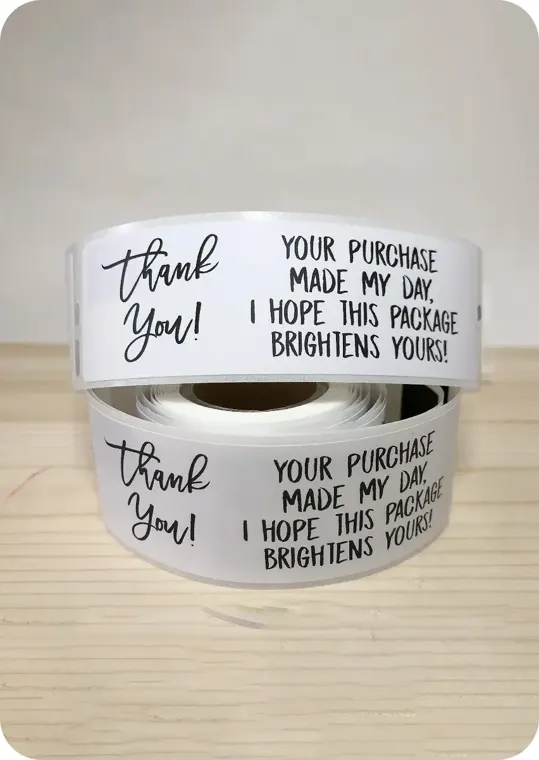 thank
You!
YOUR PURCHASE
MADE MY DAY,
I HOPE THIS PACKAGE
BRIGHTENS YOURS!
thank
You!
YOUR PURCHASE
MADE MY DAY,
I HOPE THIS PACKAGE
BRIGHTENS YOURS!